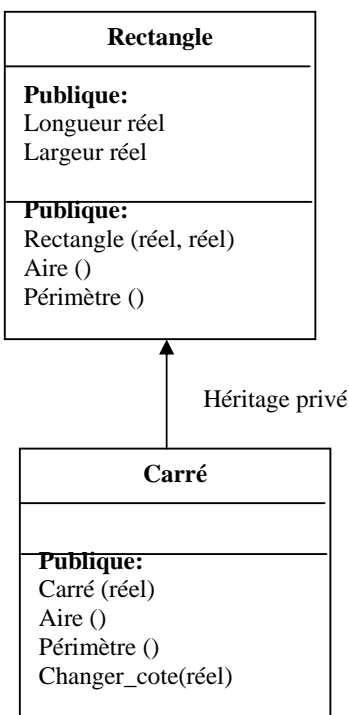 Rectangle
Publique:
Longueur réel
Largeur réel
Publique:
Rectangle (réel, réel)
Aire ()
Périmètre ()
Héritage privé
Carré
Publique:
Carré (réel)
Aire ()
Périmètre ()
Changer_cote(réel)